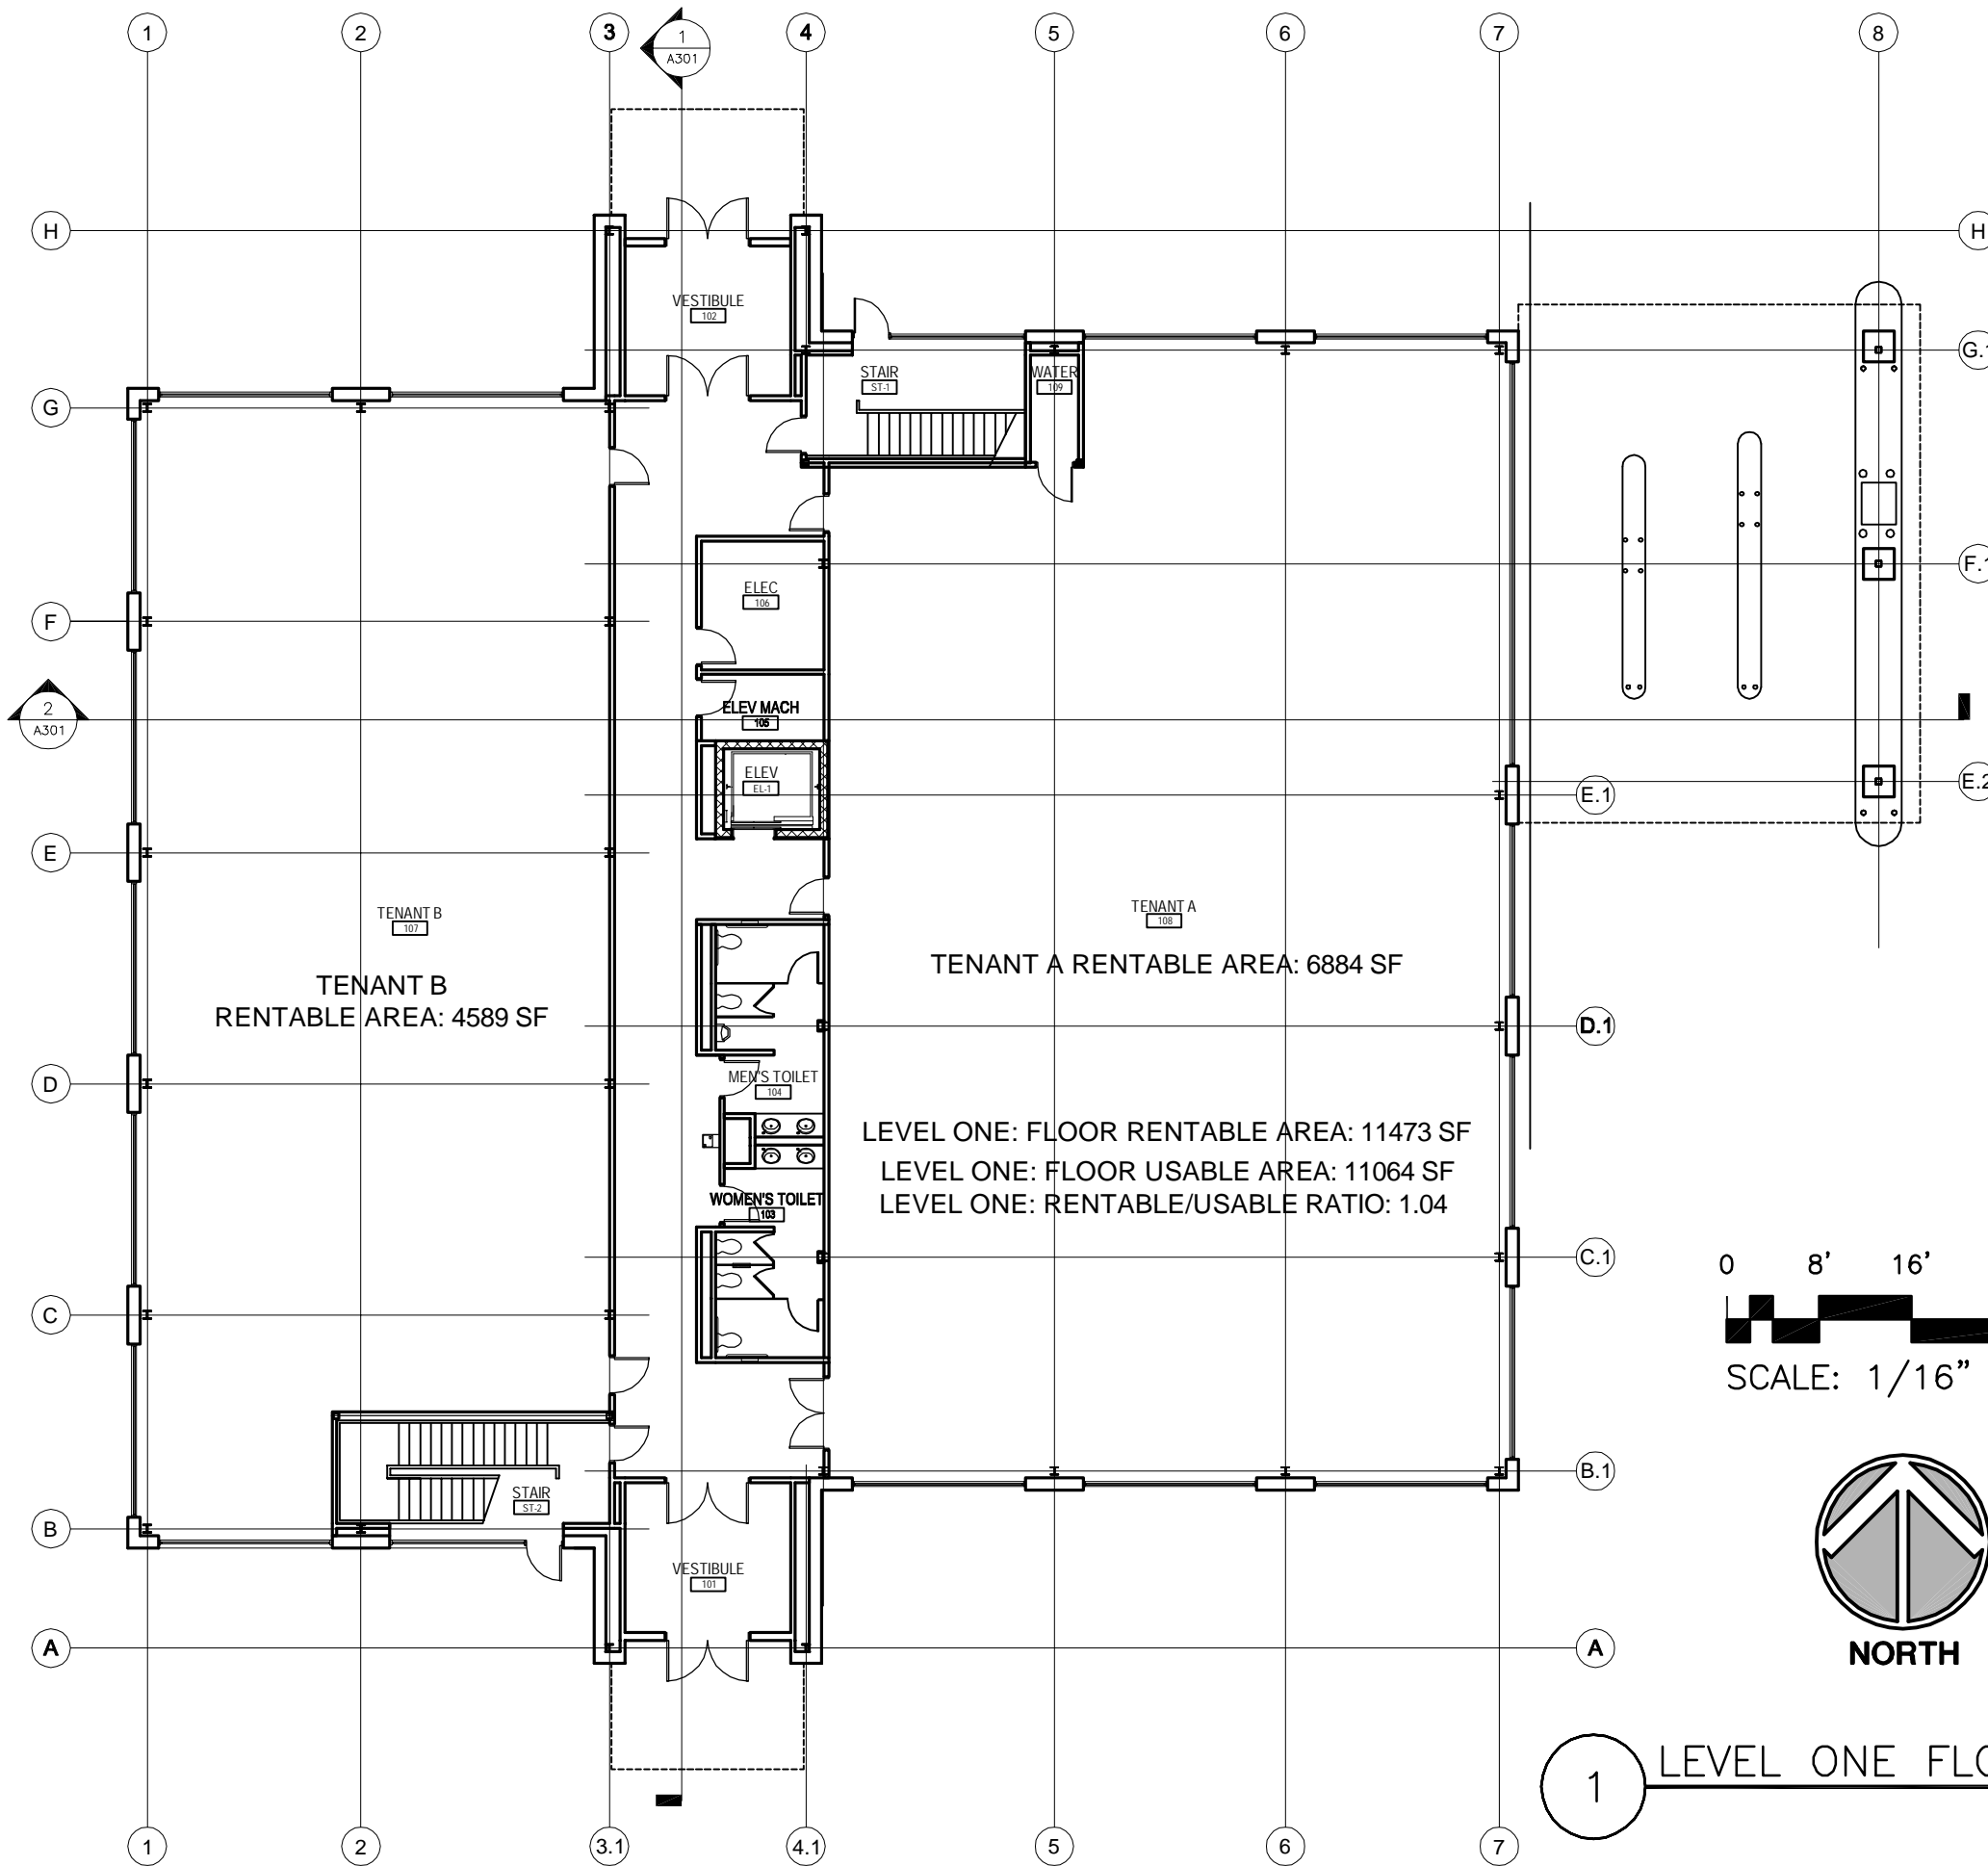 1
2
3
4
5
6
7
8
1
A301
H
H
VESTIBULE
102
G.1
STAIR
ST-1
WATER
109
G
F.1
ELEC
106
F
ELEV MACH
105
2
A301
ELEV
EL-1
E.2
E.1
E
TENANT B
107
TENANT A
108
TENANT A RENTABLE AREA: 6884 SF
TENANT B
RENTABLE AREA: 4589 SF
D.1
D
MEN'S TOILET
104
LEVEL ONE: FLOOR RENTABLE AREA: 11473 SF
LEVEL ONE: FLOOR USABLE AREA: 11064 SF
LEVEL ONE: RENTABLE/USABLE RATIO: 1.04
WOMEN'S TOILET
103
C.1
0 8' 16'
C
SCALE: 1/16"
B.1
STAIR
ST-2
B
VESTIBULE
101
A
A
NORTH
1
LEVEL ONE FLO
1
2
3.1
4.1
5
6
7